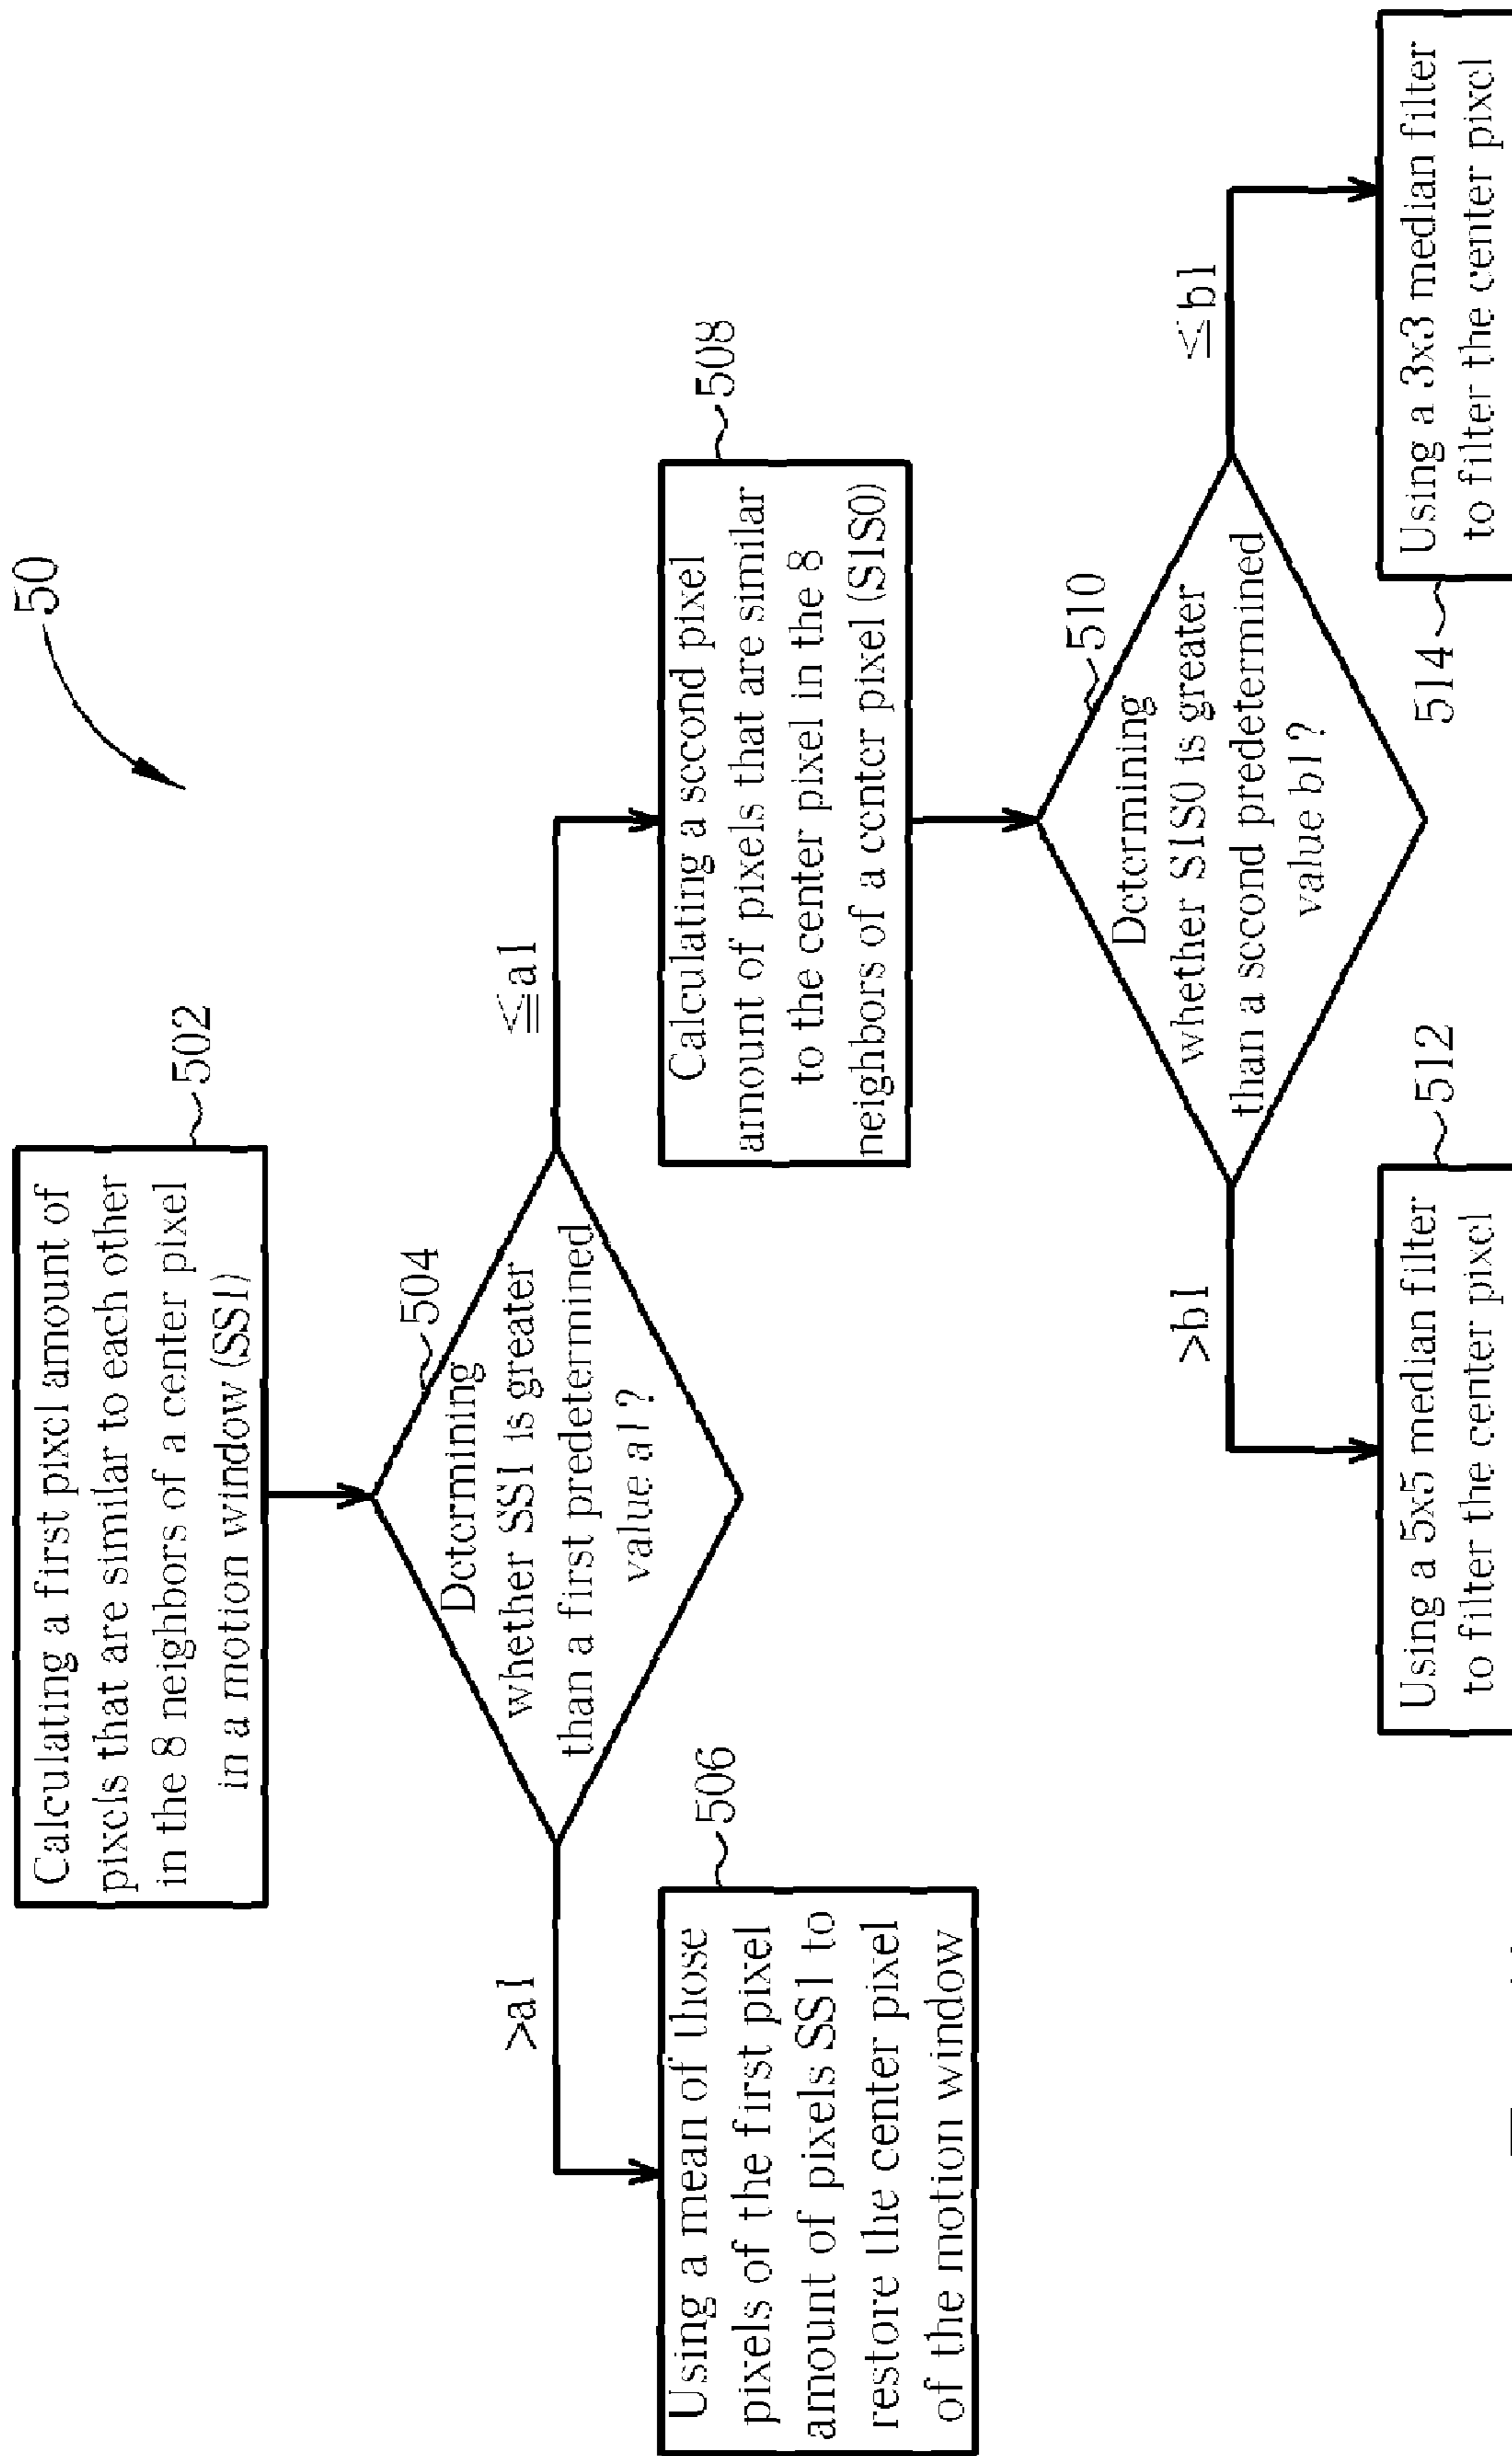 50
Calculating a first pixel amount of
pixels that are similar to each other
in the 8 neighbors of a center pixel
in a motion window (SS1)
502
Determining
whether SS1 is greater
than a first predetermined
value a1?
504
>a1
≦a1
Using a mean of those
pixels of the first pixel
amount of pixels SS1 to
restore the center pixel
of the motion window
506
Calculating a second pixel
amount of pixels that are similar
to the center pixel in the 8
neighbors of a center pixel (S1S0)
508
Determining
whether S1S0 is greater
than a second predetermined
value b1?
510
>b1
≦b1
Using a 5x5 median filter
to filter the center pixel
512
Using a 3x3 median filter
to filter the center pixel
514